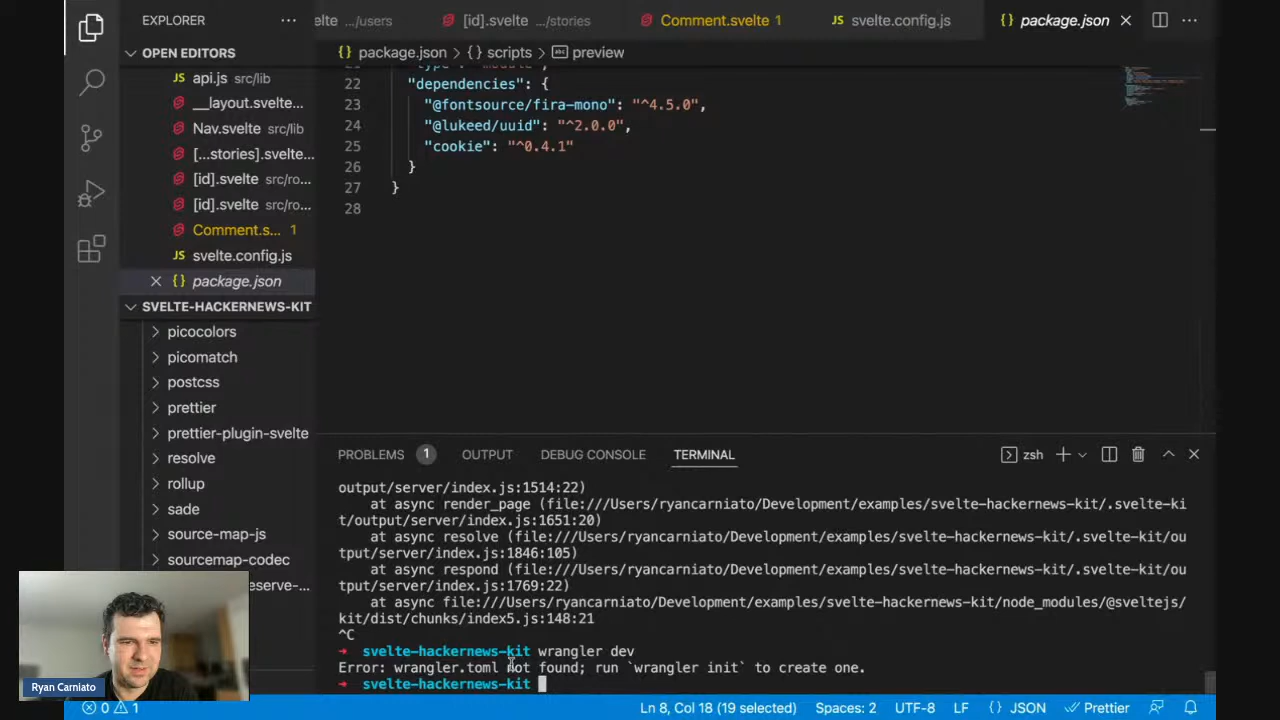 EXPLORER
elte .../users
[id].svelte .../stories
Comment.svelte 1
JS svelte.config.js
{} package.json
OPEN EDITORS
JS api.js src/lib
__layout.svelte...
Nav.svelte src/lib
[...stories].svelte...
[id].svelte src/ro...
[id].svelte src/ro...
Comment.s... 1
JS svelte.config.js
{} package.json
SVELTE-HACKERNEWS-KIT
picocolors
picomatch
postcss
prettier
prettier-plugin-svelte
resolve
rollup
sade
source-map-js
sourcemap-codec
eserve-...
{} package.json > {} scripts > abc preview
22 "dependencies": {
23 "@fontsource/fira-mono": "^4.5.0",
24 "@lukeed/uuid": "^2.0.0",
25 "cookie": "^0.4.1"
26 }
27 }
28
PROBLEMS 1 OUTPUT DEBUG CONSOLE TERMINAL zsh
output/server/index.js:1514:22)
at async render_page (file:///Users/ryancarniato/Development/examples/svelte-hackernews-kit/.svelte-ki
t/output/server/index.js:1651:20)
at async resolve (file:///Users/ryancarniato/Development/examples/svelte-hackernews-kit/.svelte-kit/ou
tput/server/index.js:1846:105)
at async respond (file:///Users/ryancarniato/Development/examples/svelte-hackernews-kit/.svelte-kit/ou
tput/server/index.js:1769:22)
at async file:///Users/ryancarniato/Development/examples/svelte-hackernews-kit/node_modules/@sveltejs/
kit/dist/chunks/index5.js:148:21
^C
→ svelte-hackernews-kit wrangler dev
Error: wrangler.toml not found; run `wrangler init` to create one.
→ svelte-hackernews-kit
Ryan Carniato
0 1 Ln 8, Col 18 (19 selected) Spaces: 2 UTF-8 LF {} JSON Prettier